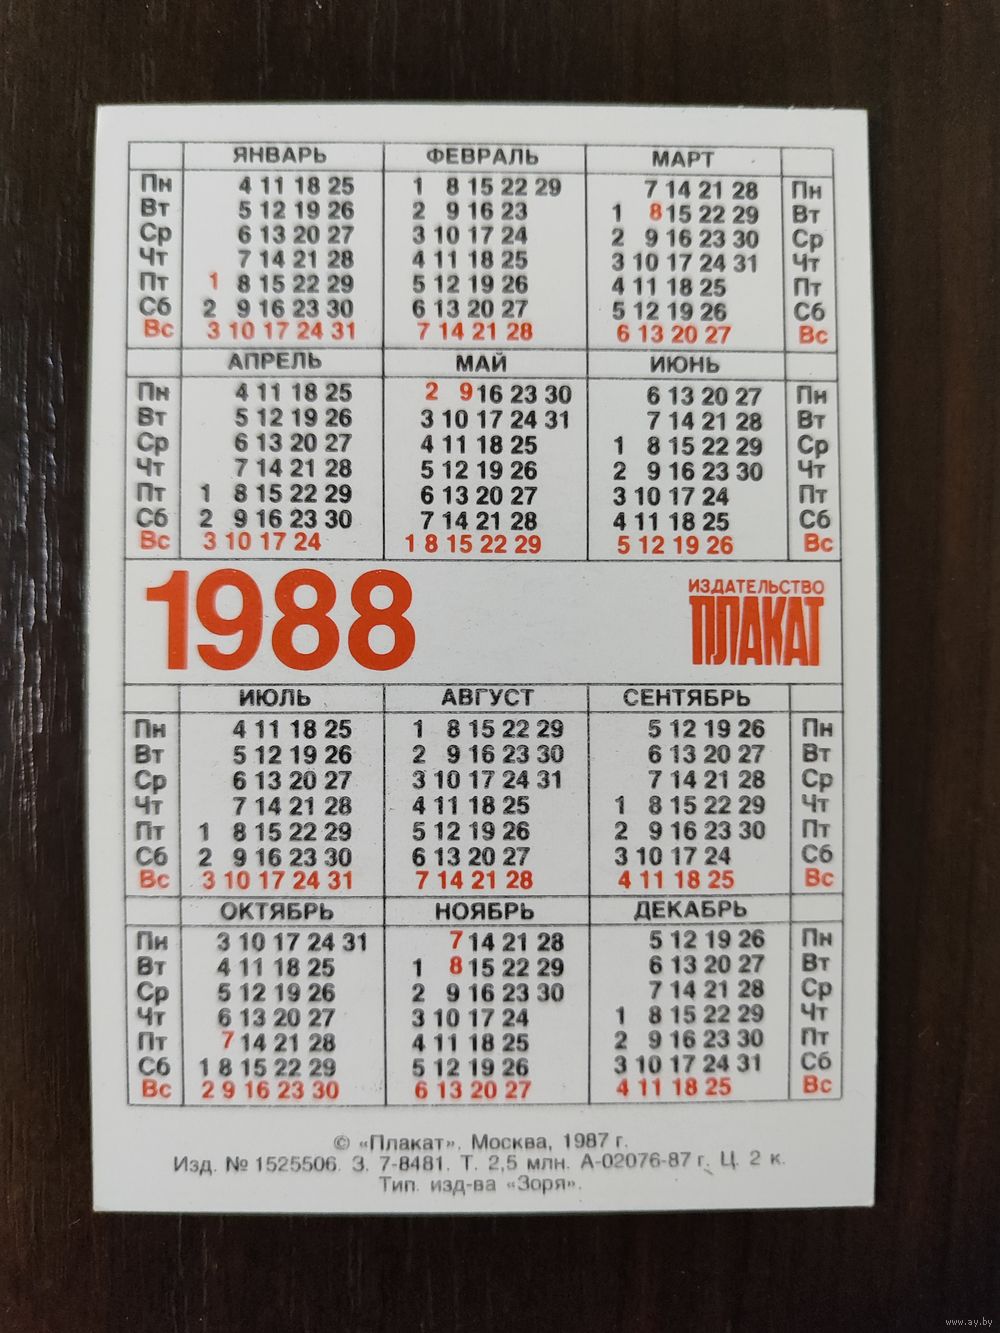 ЯНВАРЬ ФЕВРАЛЬ МАРТ
Пн 4 11 18 25 1 8 15 22 29 7 14 21 28 Пн
Вт 5 12 19 26 2 9 16 23 1 8 15 22 29 Вт
Ср 6 13 20 27 3 10 17 24 2 9 16 23 30 Ср
Чт 7 14 21 28 4 11 18 25 3 10 17 24 31 Чт
Пт 1 8 15 22 29 5 12 19 26 4 11 18 25 Пт
Сб 2 9 16 23 30 6 13 20 27 5 12 19 26 Сб
Вс 3 10 17 24 31 7 14 21 28 6 13 20 27 Вс
АПРЕЛЬ МАЙ ИЮНЬ
Пн 4 11 18 25 2 9 16 23 30 6 13 20 27 Пн
Вт 5 12 19 26 3 10 17 24 31 7 14 21 28 Вт
Ср 6 13 20 27 4 11 18 25 1 8 15 22 29 Ср
Чт 7 14 21 28 5 12 19 26 2 9 16 23 30 Чт
Пт 1 8 15 22 29 6 13 20 27 3 10 17 24 Пт
Сб 2 9 16 23 30 7 14 21 28 4 11 18 25 Сб
Вс 3 10 17 24 1 8 15 22 29 5 12 19 26 Вс
1988
ИЗДАТЕЛЬСТВО
ПЛАКАТ
ИЮЛЬ АВГУСТ СЕНТЯБРЬ
Пн 4 11 18 25 1 8 15 22 29 5 12 19 26 Пн
Вт 5 12 19 26 2 9 16 23 30 6 13 20 27 Вт
Ср 6 13 20 27 3 10 17 24 31 7 14 21 28 Ср
Чт 7 14 21 28 4 11 18 25 1 8 15 22 29 Чт
Пт 1 8 15 22 29 5 12 19 26 2 9 16 23 30 Пт
Сб 2 9 16 23 30 6 13 20 27 3 10 17 24 Сб
Вс 3 10 17 24 31 7 14 21 28 4 11 18 25 Вс
ОКТЯБРЬ НОЯБРЬ ДЕКАБРЬ
Пн 3 10 17 24 31 7 14 21 28 5 12 19 26 Пн
Вт 4 11 18 25 1 8 15 22 29 6 13 20 27 Вт
Ср 5 12 19 26 2 9 16 23 30 7 14 21 28 Ср
Чт 6 13 20 27 3 10 17 24 1 8 15 22 29 Чт
Пт 7 14 21 28 4 11 18 25 2 9 16 23 30 Пт
Сб 1 8 15 22 29 5 12 19 26 3 10 17 24 31 Сб
Вс 2 9 16 23 30 6 13 20 27 4 11 18 25 Вс
© «Плакат». Москва, 1987 г.
Изд. № 1525506. З. 7-8481. Т. 2,5 млн. А-02076-87 г. Ц. 2 к.
Тип. изд-ва «Зоря».
www.ay.by